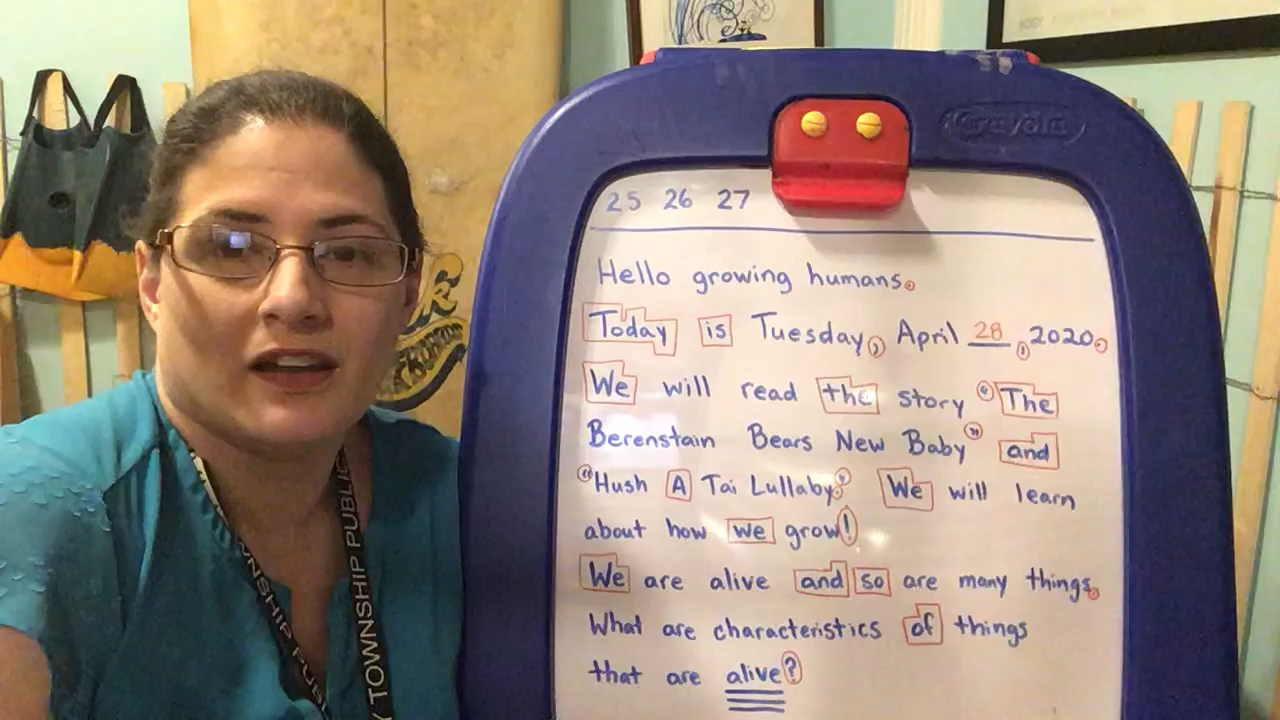 Crayola
25 26 27
Hello growing humans.
Today is Tuesday, April 28, 2020.
We will read the story "The
Berenstain Bears New Baby" and
"Hush A Tai Lullaby". We will learn
about how we grow!
We are alive and so are many things.
What are characteristics of things
that are alive?
WNSHIP PUBL
TOWNSHIP PUBLIC